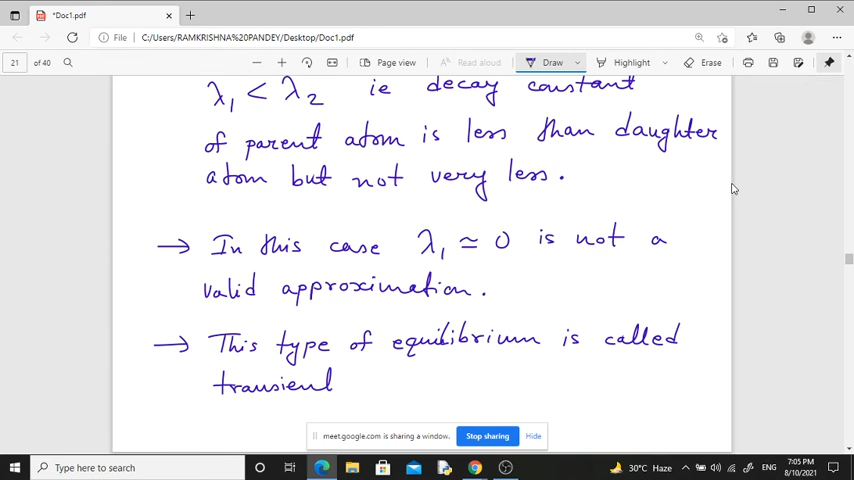 *Doc1.pdf
File C:/Users/RAMKRISHNA%20PANDEY/Desktop/Doc1.pdf
21 of 40 Page view Read aloud Draw Highlight Erase
λ₁ < λ₂ ie decay constant
of parent atom is less than daughter
atom but not very less.
→ In this case λ₁ ≃ 0 is not a
valid approximation.
→ This type of equilibrium is called
transient
meet.google.com is sharing a window. Stop sharing Hide
Type here to search 30°C Haze ENG 7:05 PM
8/10/2021